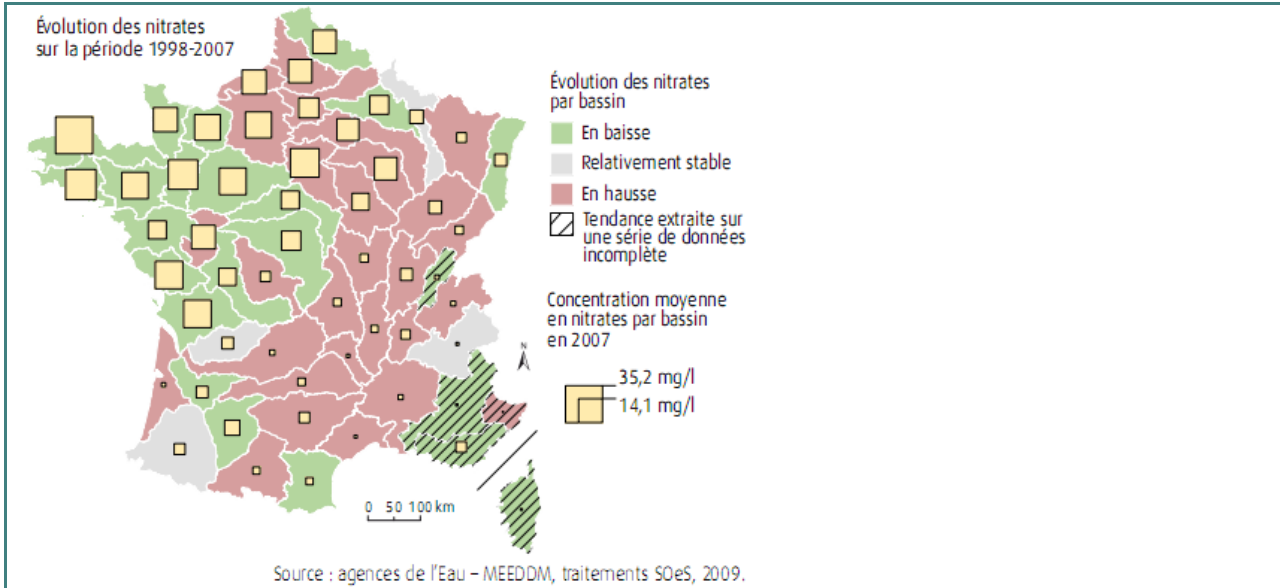 Évolution des nitrates
sur la période 1998-2007
Évolution des nitrates
par bassin
En baisse
Relativement stable
En hausse
Tendance extraite sur
une série de données
incomplète
Concentration moyenne
en nitrates par bassin
en 2007
N
35,2 mg/l
14,1 mg/l
0 50 100 km
Source : agences de l'Eau – MEEDDM, traitements SOeS, 2009.